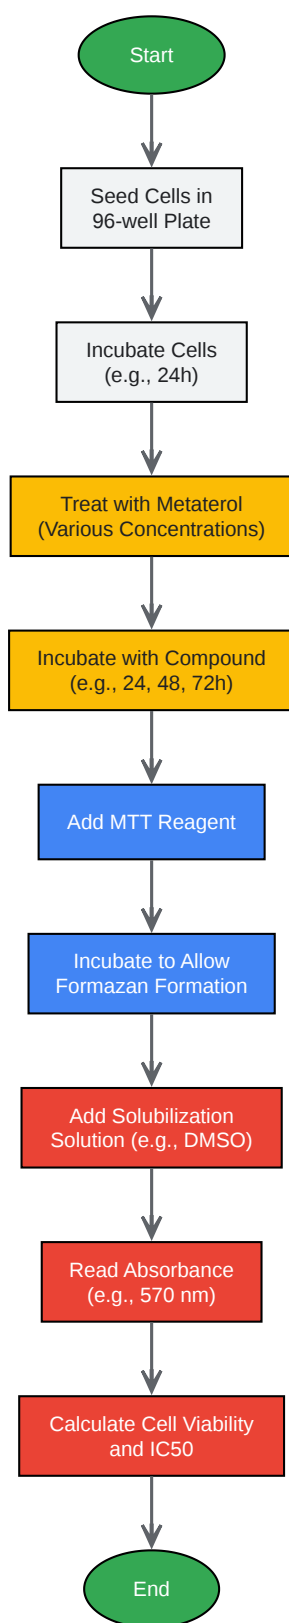 Start
Seed Cells in
96-well Plate
Incubate Cells
(e.g., 24h)
Treat with Metaterol
(Various Concentrations)
Incubate with Compound
(e.g., 24, 48, 72h)
Add MTT Reagent
Incubate to Allow
Formazan Formation
Add Solubilization
Solution (e.g., DMSO)
Read Absorbance
(e.g., 570 nm)
Calculate Cell Viability
and IC50
End